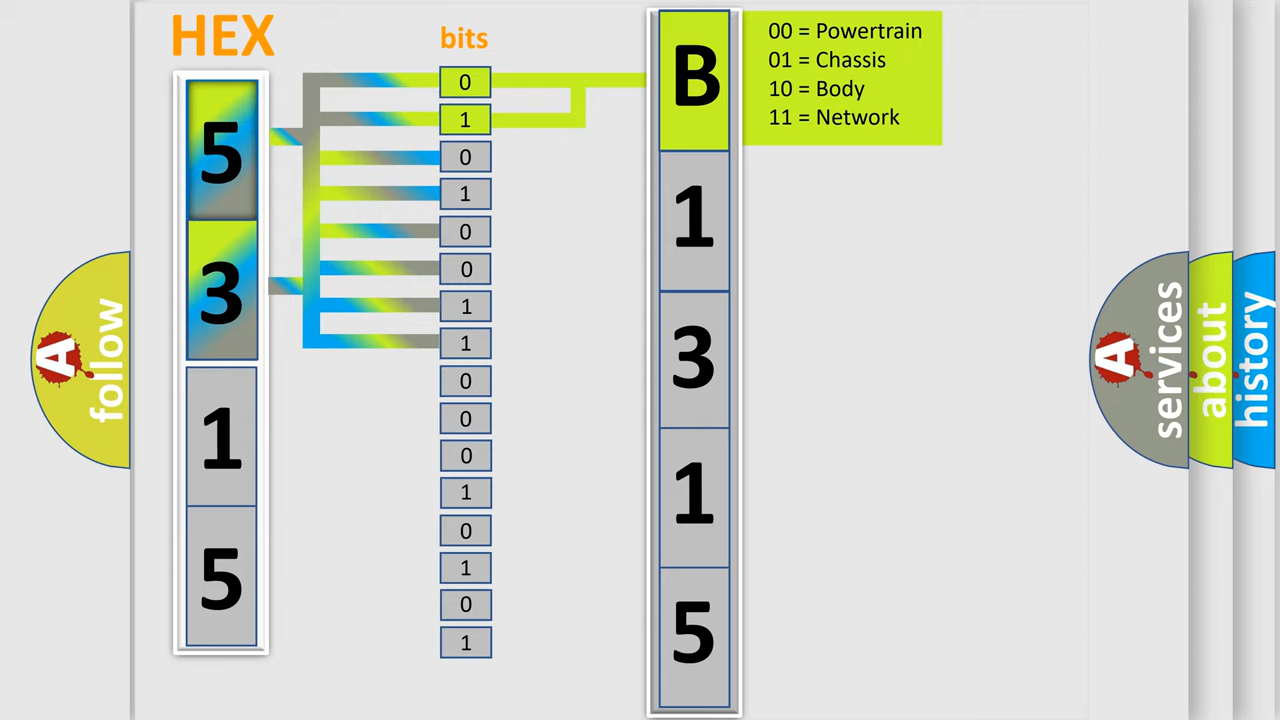 HEX
bits
5
3
1
5
0
1
0
1
0
0
1
1
0
0
0
1
0
1
0
1
B
1
3
1
5
00 = Powertrain
01 = Chassis
10 = Body
11 = Network
A
follow
A
services
about
history